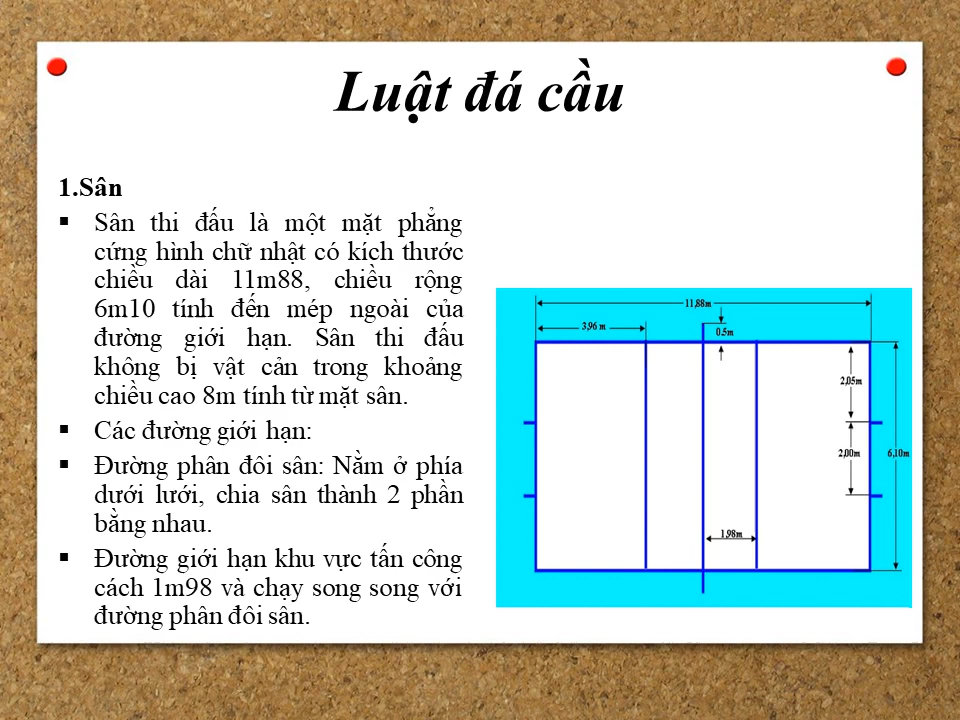 Luật đá cầu
1.Sân
▪ Sân thi đấu là một mặt phẳng
cứng hình chữ nhật có kích thước
chiều dài 11m88, chiều rộng
6m10 tính đến mép ngoài của
đường giới hạn. Sân thi đấu
không bị vật cản trong khoảng
chiều cao 8m tính từ mặt sân.
▪ Các đường giới hạn:
▪ Đường phân đôi sân: Nằm ở phía
dưới lưới, chia sân thành 2 phần
bằng nhau.
▪ Đường giới hạn khu vực tấn công
cách 1m98 và chạy song song với
đường phân đôi sân.
11,88m
3,96 m
0.5m
2,05m
2,00m
6,10m
1,98m